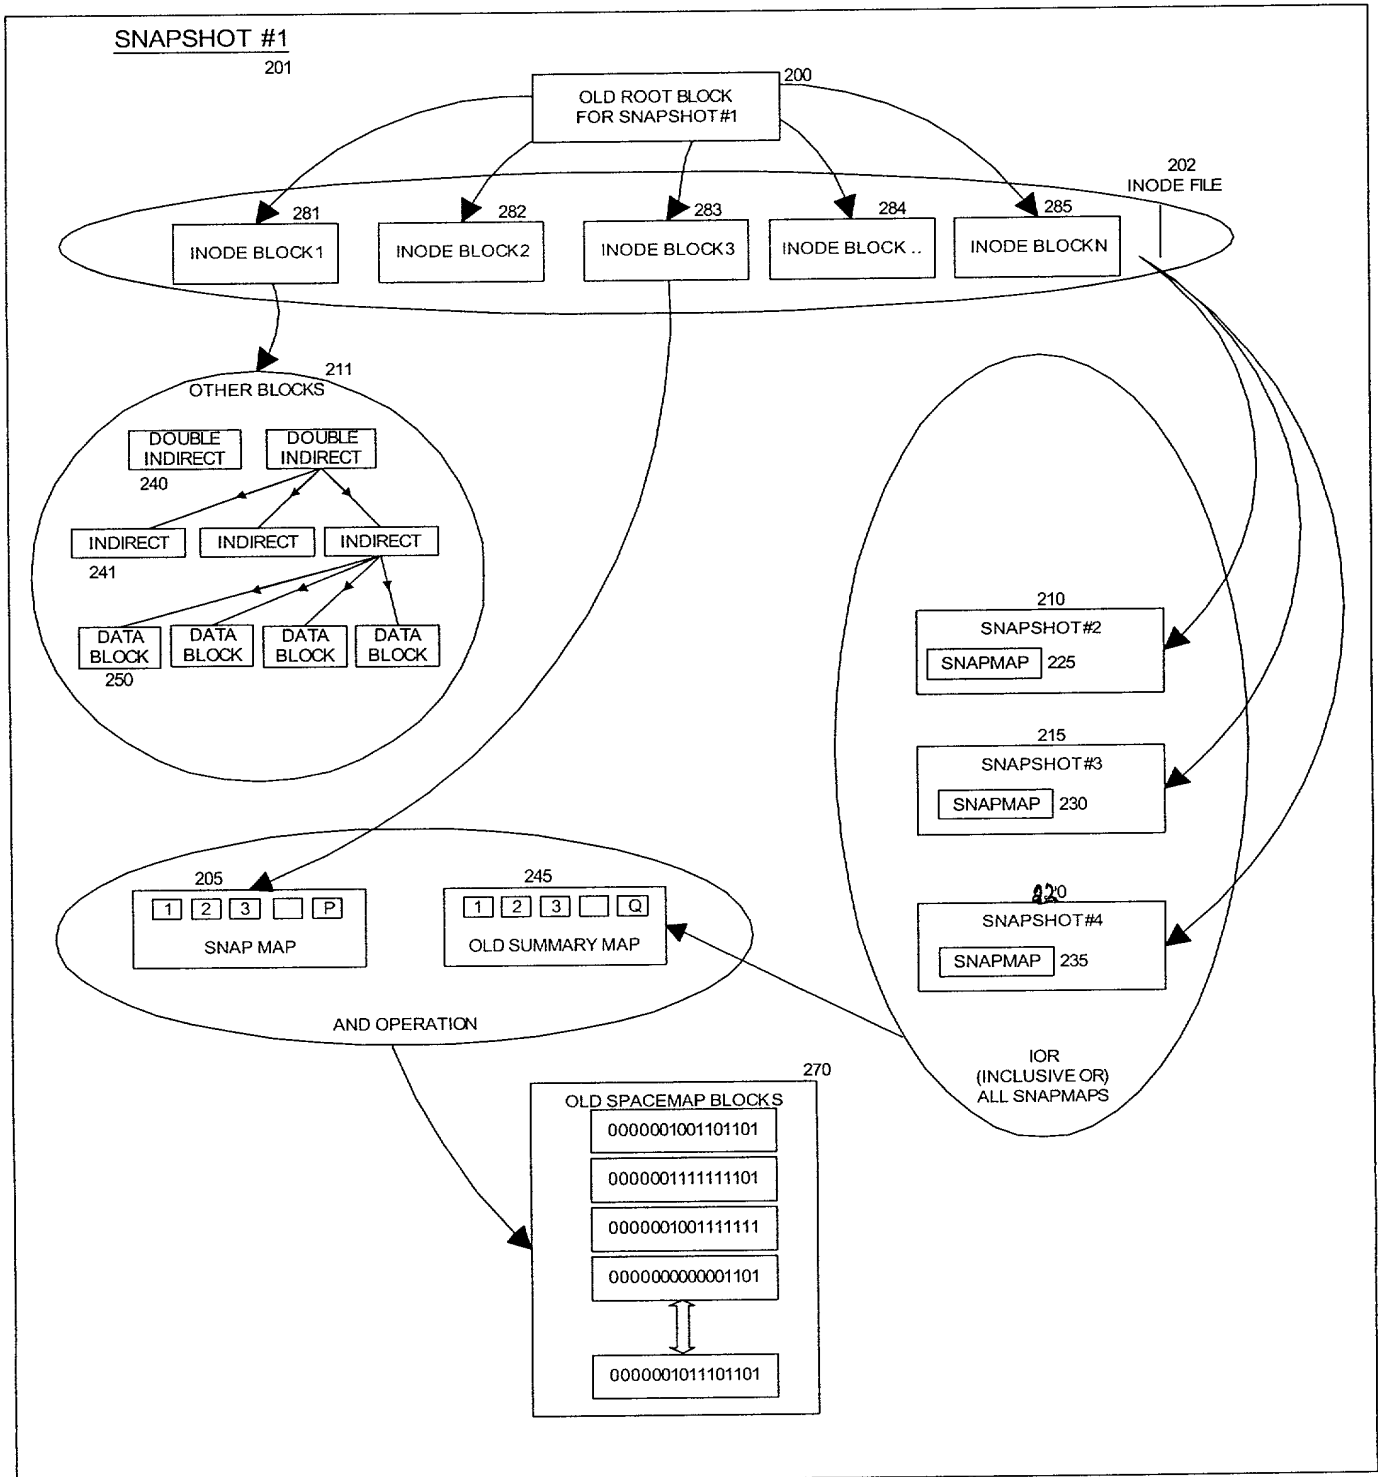 SNAPSHOT #1
201
200
OLD ROOT BLOCK
FOR SNAPSHOT #1
202
INODE FILE
281
INODE BLOCK1
282
INODE BLOCK2
283
INODE BLOCK3
284
INODE BLOCK ..
285
INODE BLOCKN
211
OTHER BLOCKS
DOUBLE
INDIRECT
DOUBLE
INDIRECT
240
INDIRECT
INDIRECT
INDIRECT
241
DATA
BLOCK
DATA
BLOCK
DATA
BLOCK
DATA
BLOCK
250
210
SNAPSHOT #2
SNAPMAP
225
215
SNAPSHOT #3
SNAPMAP
230
220
SNAPSHOT #4
SNAPMAP
235
205
1 2 3 P
SNAP MAP
245
1 2 3 Q
OLD SUMMARY MAP
AND OPERATION
IOR
(INCLUSIVE OR)
ALL SNAPMAPS
270
OLD SPACEMAP BLOCKS
0000001001101101
0000001111111101
0000001001111111
0000000000001101
0000001011101101